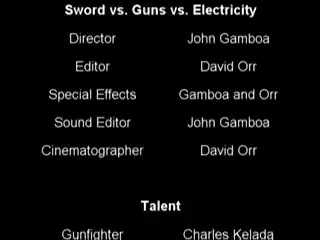 Sword vs. Guns vs. Electricity
Director John Gamboa
Editor David Orr
Special Effects Gamboa and Orr
Sound Editor John Gamboa
Cinematographer David Orr
Talent
Gunfighter Charles Kelada